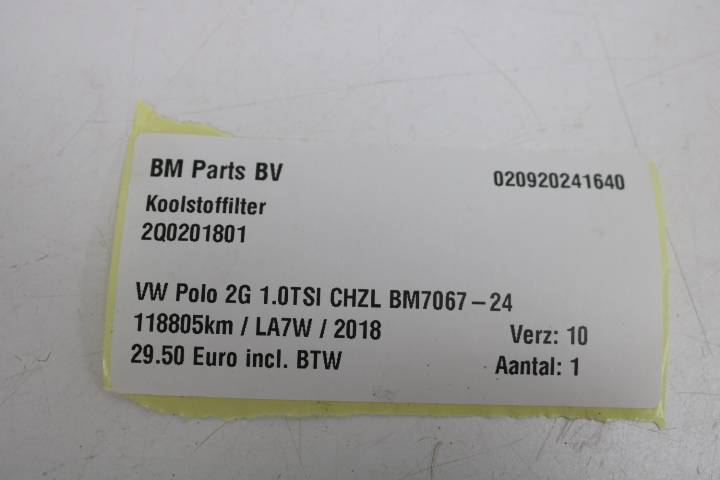 BM Parts BV 020920241640
Koolstoffilter
2Q0201801
VW Polo 2G 1.0TSI CHZL BM7067-24
118805km / LA7W / 2018 Verz: 10
29.50 Euro incl. BTW Aantal: 1